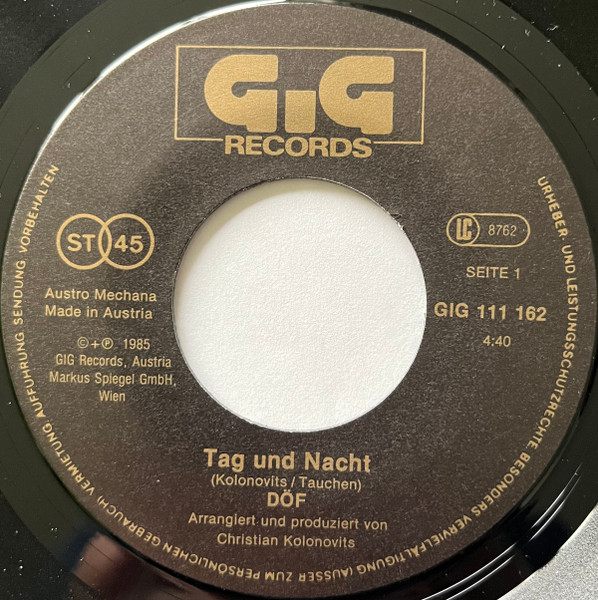 GIG
RECORDS
ST 45
LC 8762
SEITE 1
Austro Mechana
Made in Austria
GIG 111 162
4:40
©+℗ 1985
GIG Records, Austria
Markus Spiegel GmbH,
Wien
Tag und Nacht
(Kolonovits / Tauchen)
DÖF
Arrangiert und produziert von
Christian Kolonovits
URHEBER- UND LEISTUNGSSCHUTZRECHTE BESONDERS VERVIELFÄLTIGUNG (AUSSER ZUM PERSÖNLICHEN GEBRAUCH) VERMIETUNG, AUFFÜHRUNG, SENDUNG VORBEHALTEN